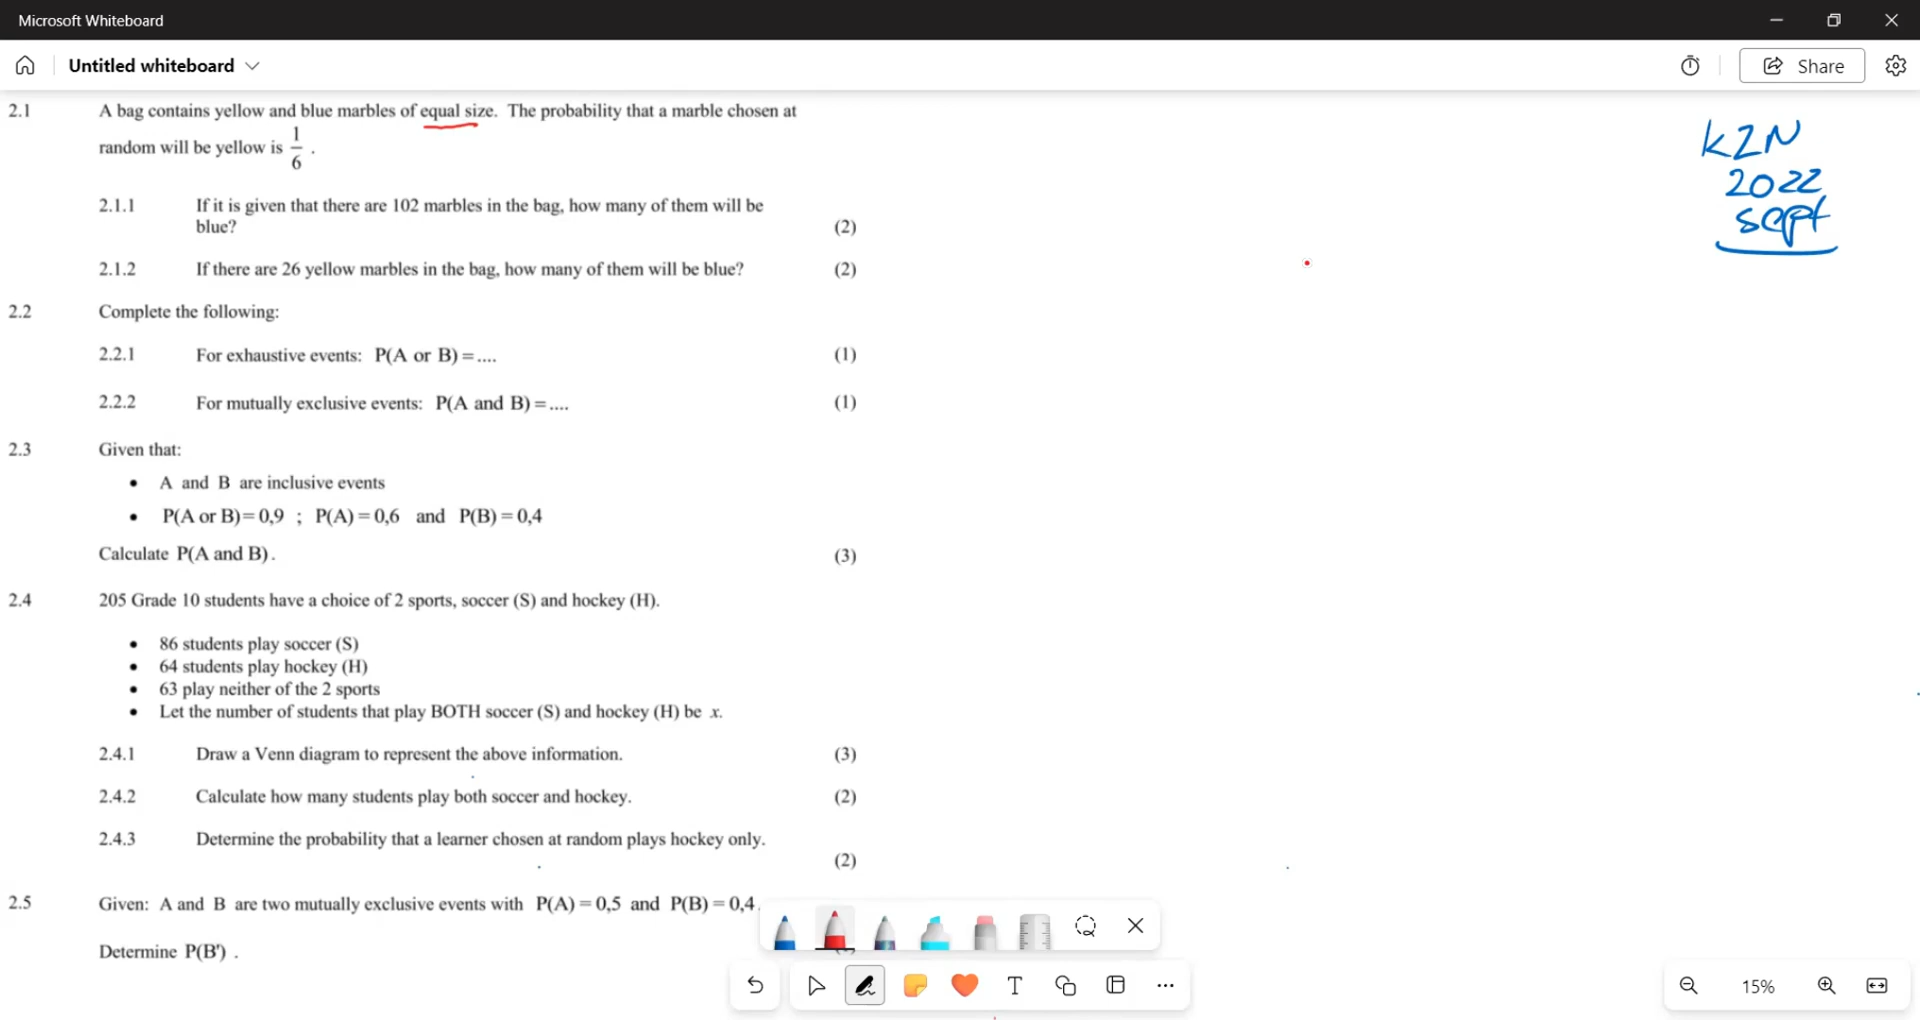 Microsoft Whiteboard
Untitled whiteboard
Share
2.1 A bag contains yellow and blue marbles of equal size. The probability that a marble chosen at
random will be yellow is 1/6 .
KZN
2022
sept
2.1.1 If it is given that there are 102 marbles in the bag, how many of them will be
blue? (2)
2.1.2 If there are 26 yellow marbles in the bag, how many of them will be blue? (2)
2.2 Complete the following:
2.2.1 For exhaustive events: P(A or B) = .... (1)
2.2.2 For mutually exclusive events: P(A and B) = .... (1)
2.3 Given that:
• A and B are inclusive events
• P(A or B) = 0,9 ; P(A) = 0,6 and P(B) = 0,4
Calculate P(A and B) . (3)
2.4 205 Grade 10 students have a choice of 2 sports, soccer (S) and hockey (H).
• 86 students play soccer (S)
• 64 students play hockey (H)
• 63 play neither of the 2 sports
• Let the number of students that play BOTH soccer (S) and hockey (H) be x.
2.4.1 Draw a Venn diagram to represent the above information. (3)
2.4.2 Calculate how many students play both soccer and hockey. (2)
2.4.3 Determine the probability that a learner chosen at random plays hockey only.
(2)
2.5 Given: A and B are two mutually exclusive events with P(A) = 0,5 and P(B) = 0,4.
Determine P(B') .
15%